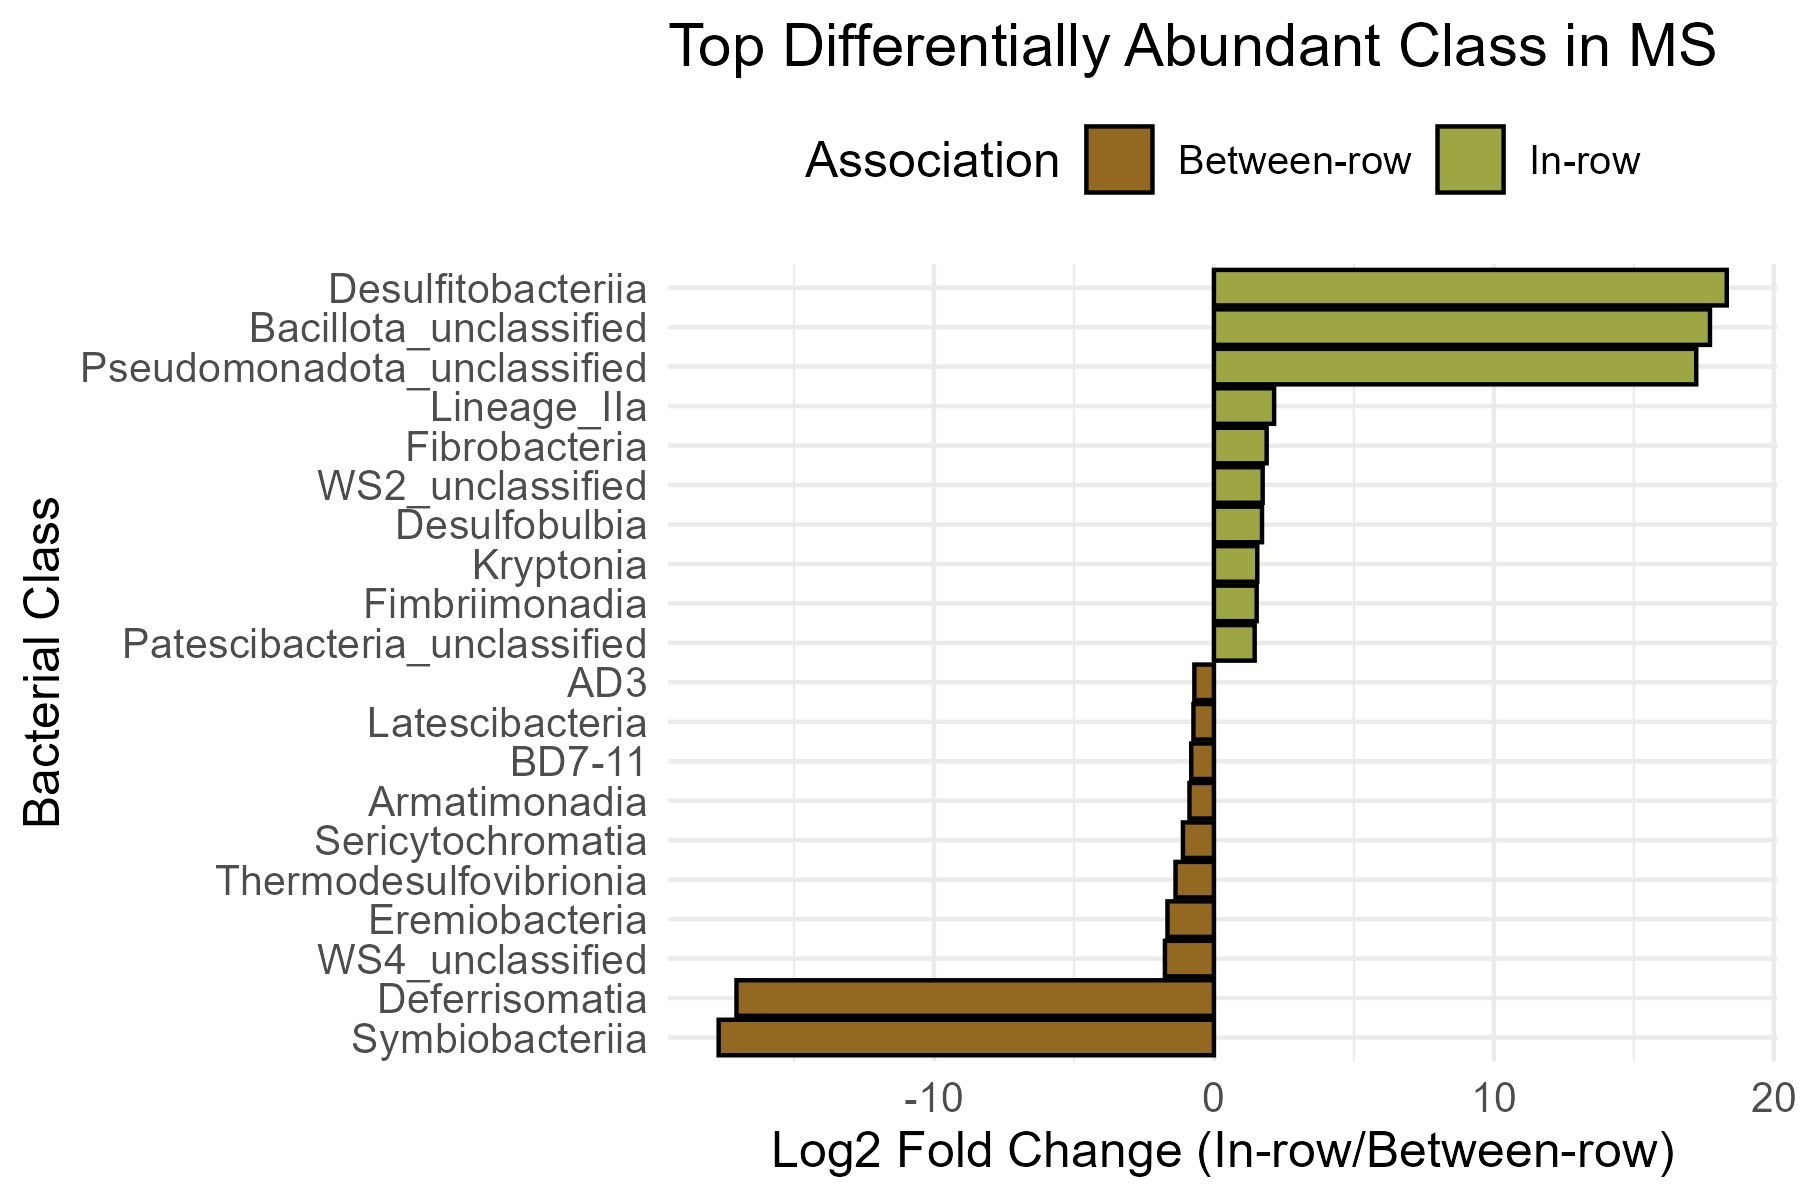 Top Differentially Abundant Class in MS
Association Between-row In-row
Desulfitobacteriia
Bacillota_unclassified
Pseudomonadota_unclassified
Lineage_IIa
Fibrobacteria
WS2_unclassified
Desulfobulbia
Kryptonia
Fimbriimonadia
Patescibacteria_unclassified
AD3
Latescibacteria
BD7-11
Armatimonadia
Sericytochromatia
Thermodesulfovibrionia
Eremiobacteria
WS4_unclassified
Deferrisomatia
Symbiobacteriia
Bacterial Class
-10 0 10 20
Log2 Fold Change (In-row/Between-row)